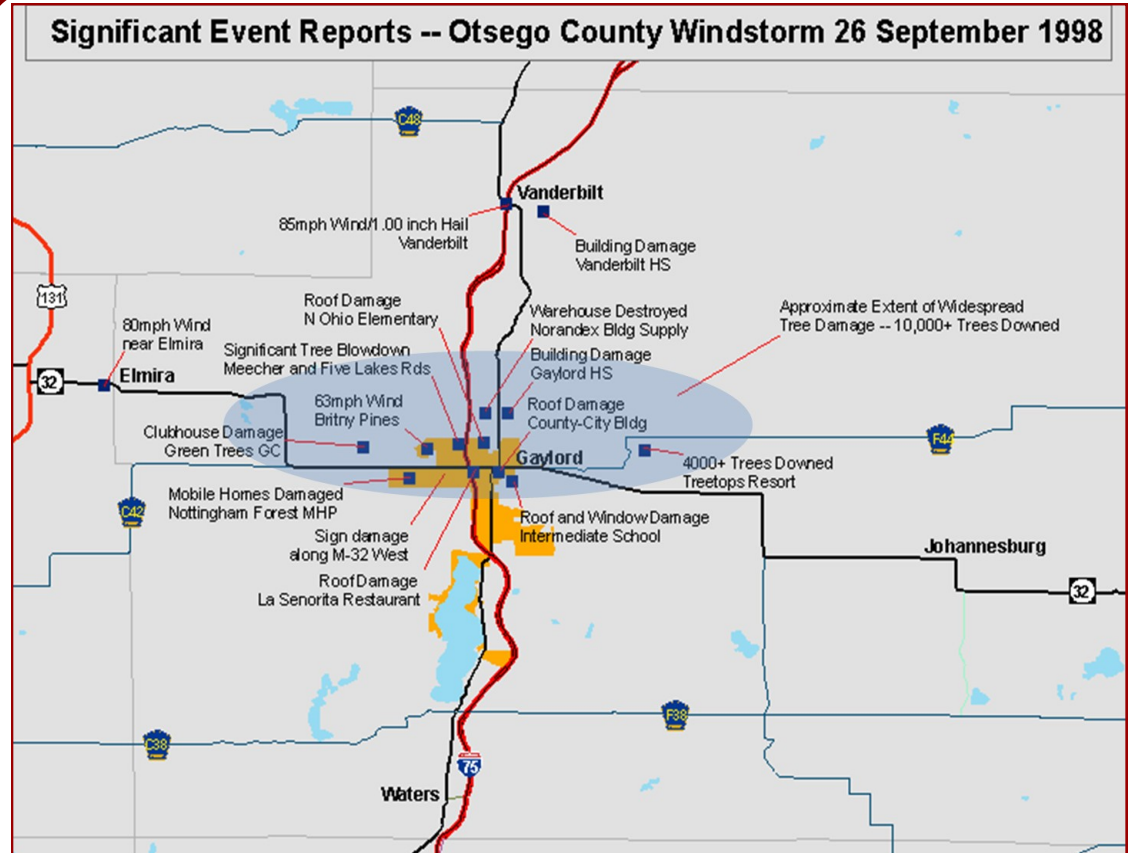 Significant Event Reports -- Otsego County Windstorm 26 September 1998
C48
Vanderbilt
85mph Wind/1.00 inch Hail
Vanderbilt
Building Damage
Vanderbilt HS
131
80mph Wind
near Elmira
Roof Damage
N Ohio Elementary
Warehouse Destroyed
Norandex Bldg Supply
Approximate Extent of Widespread
Tree Damage -- 10,000+ Trees Downed
Significant Tree Blowdown
Meecher and Five Lakes Rds
Building Damage
Gaylord HS
32
Elmira
63mph Wind
Britny Pines
Roof Damage
County-City Bldg
Clubhouse Damage
Green Trees GC
F44
Gaylord
4000+ Trees Downed
Treetops Resort
Mobile Homes Damaged
Nottingham Forest MHP
C42
Roof and Window Damage
Intermediate School
Sign damage
along M-32 West
Johannesburg
Roof Damage
La Senorita Restaurant
32
F38
C38
75
Waters